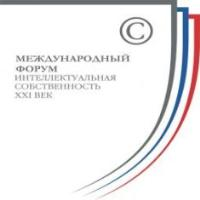 ©
МЕЖДУНАРОДНЫЙ
ФОРУМ
ИНТЕЛЛЕКТУАЛЬНАЯ
СОБСТВЕННОСТЬ
XXI ВЕК